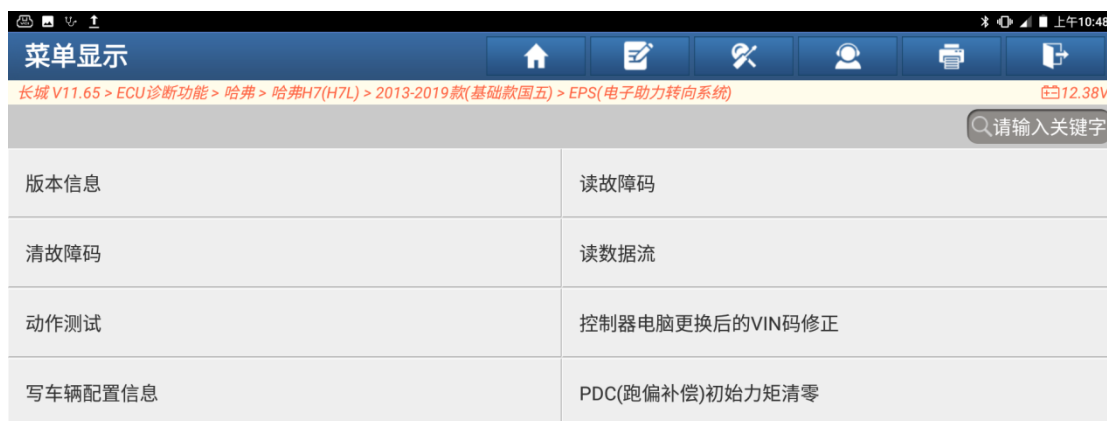 上午10:48
菜单显示
长城 V11.65 > ECU诊断功能 > 哈弗 > 哈弗H7(H7L) > 2013-2019款(基础款国五) > EPS(电子助力转向系统) 12.38V
请输入关键字
版本信息 读故障码
清故障码 读数据流
动作测试 控制器电脑更换后的VIN码修正
写车辆配置信息 PDC(跑偏补偿)初始力矩清零